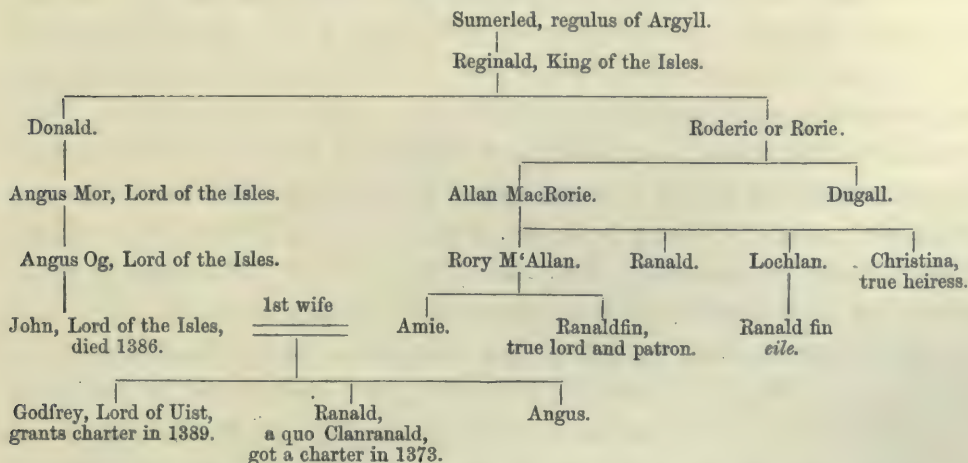 Sumerled, regulus of Argyll.
Reginald, King of the Isles.
Donald.
Roderic or Rorie.
Angus Mor, Lord of the Isles.
Allan MacRorie.
Dugall.
Angus Og, Lord of the Isles.
Rory M‘Allan.
Ranald.
Lochlan.
Christina,
true heiress.
1st wife
John, Lord of the Isles,
died 1386.
Amie.
Ranaldfin,
true lord and patron.
Ranald fin
eile.
Godfrey, Lord of Uist,
grants charter in 1389.
Ranald,
a quo Clanranald,
got a charter in 1373.
Angus.